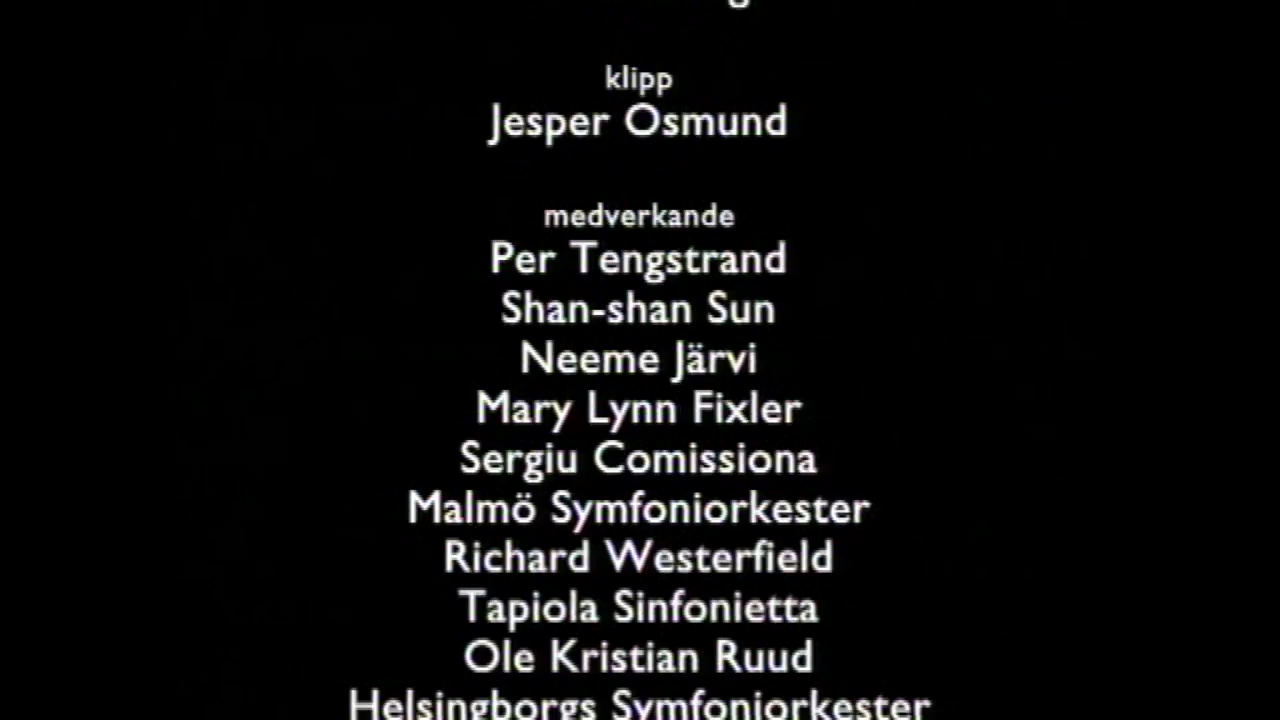 klipp
Jesper Osmund
medverkande
Per Tengstrand
Shan-shan Sun
Neeme Järvi
Mary Lynn Fixler
Sergiu Comissiona
Malmö Symfoniorkester
Richard Westerfield
Tapiola Sinfonietta
Ole Kristian Ruud
Helsingborgs Symfoniorkester